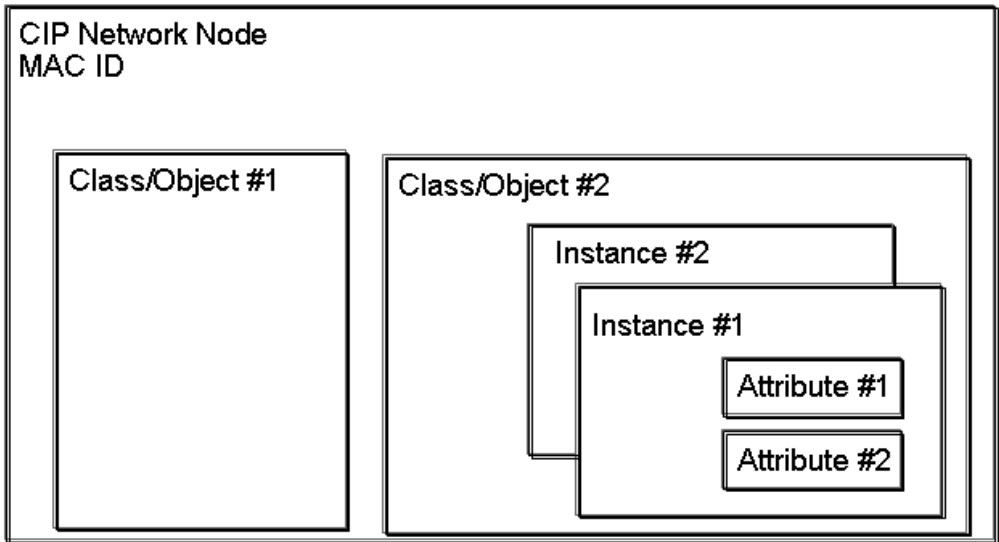 CIP Network Node
MAC ID
Class/Object #1
Class/Object #2
Instance #2
Instance #1
Attribute #1
Attribute #2